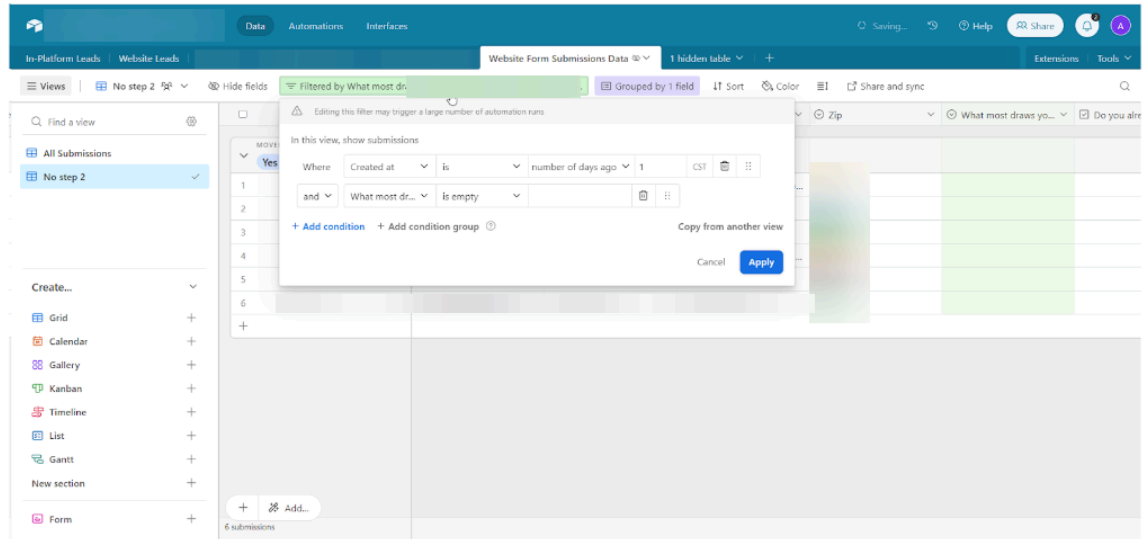 Data Automations Interfaces Saving... Help Share 2 A
In-Platform Leads Website Leads Website Form Submissions Data 1 hidden table Extensions Tools
Views No step 2 Hide fields Filtered by What most dr Grouped by 1 field Sort Color Share and sync
Find a view
All Submissions
No step 2
Create...
Grid
Calendar
Gallery
Kanban
Timeline
List
Gantt
New section
Form
Editing this filter may trigger a large number of automation runs
In this view, show submissions
Where Created at is number of days ago 1 CST
and What most dr... is empty
+ Add condition + Add condition group Copy from another view
Cancel Apply
Zip What most draws yo... Do you alre
Yes
1
2
3
4
5
6
+
+ Add...
6 submissions